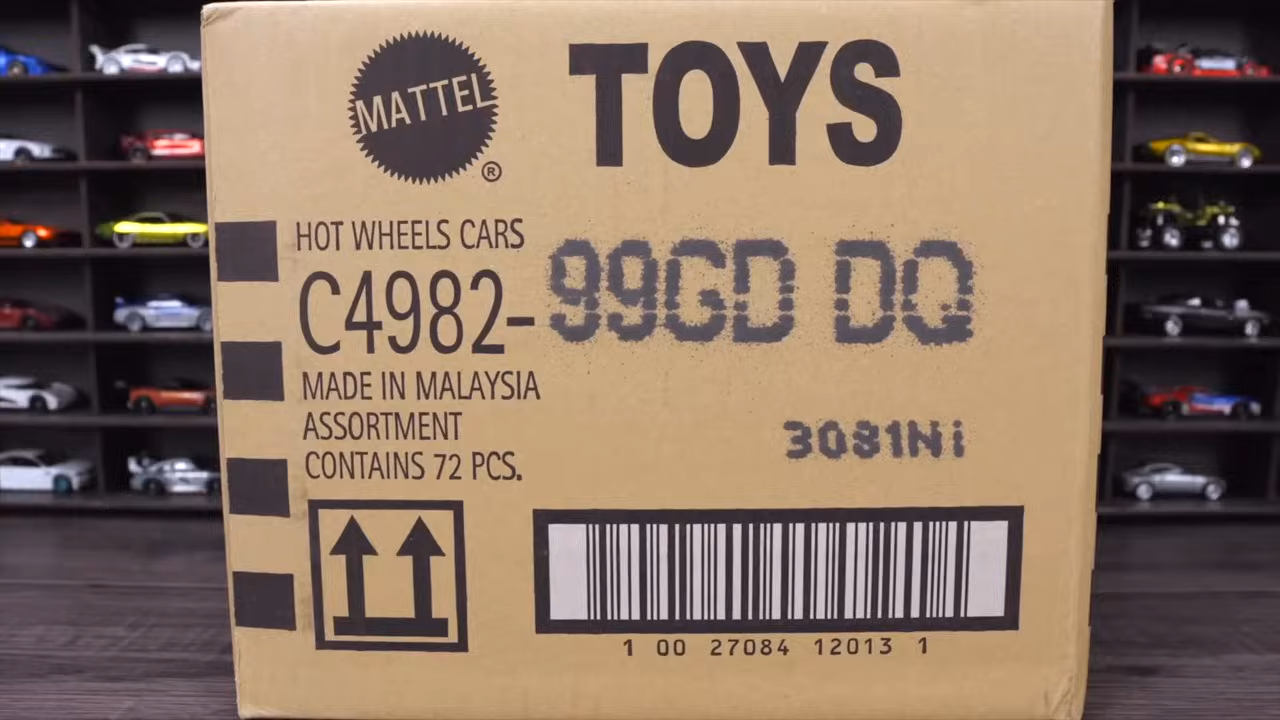 MATTEL
®
TOYS
HOT WHEELS CARS
C4982-99GD DQ
MADE IN MALAYSIA
ASSORTMENT
CONTAINS 72 PCS.
3081Ni
1 00 27084 12013 1